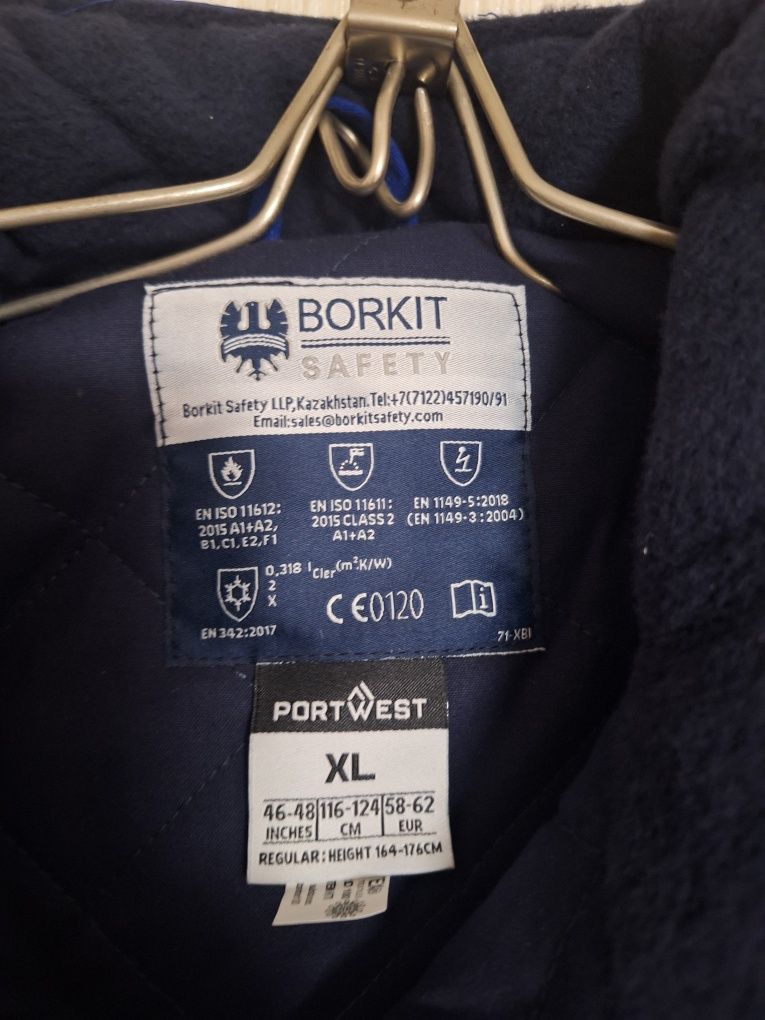 BORKIT
SAFETY
Borkit Safety LLP,Kazakhstan.Tel:+7(7122)457190/91
Email:sales@borkitsafety.com
EN ISO 11612:
2015 A1+A2,
B1,C1,E2,F1
EN ISO 11611:
2015 CLASS 2
A1+A2
EN 1149-5:2018
(EN 1149-3:2004)
0,318 Icler(m²K/W)
2
X
EN 342:2017
CE0120
i
71-XBI
PORTWEST
XL
46-48 116-124 58-62
INCHES CM EUR
REGULAR: HEIGHT 164-176CM